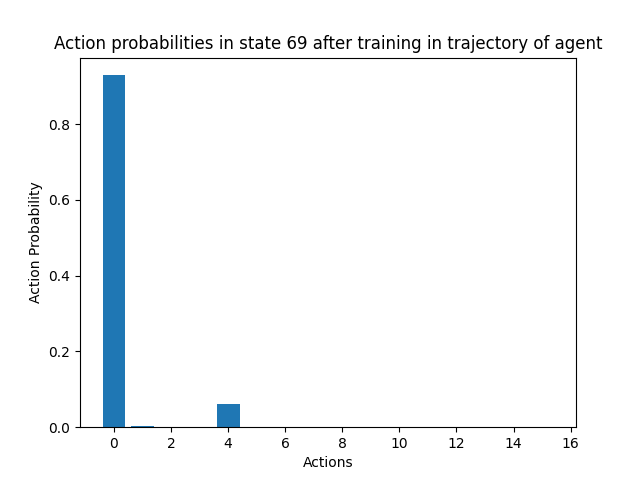 Action probabilities in state 69 after training in trajectory of agent
Action Probability
0.8
0.6
0.4
0.2
0.0
0 2 4 6 8 10 12 14 16
Actions